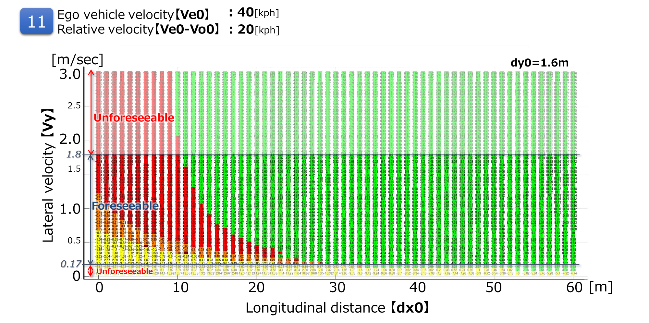 11
Ego vehicle velocity【Ve0】 : 40[kph]
Relative velocity【Ve0-Vo0】 : 20[kph]
[m/sec]
dy0=1.6m
3.0
2.5
Unforeseeable
2.0
1.8
1.5
Foreseeable
1.0
0.5
0.17
Unforeseeable
0
Lateral velocity【Vy】
0 10 20 30 40 50 60 [m]
Longitudinal distance【dx0】